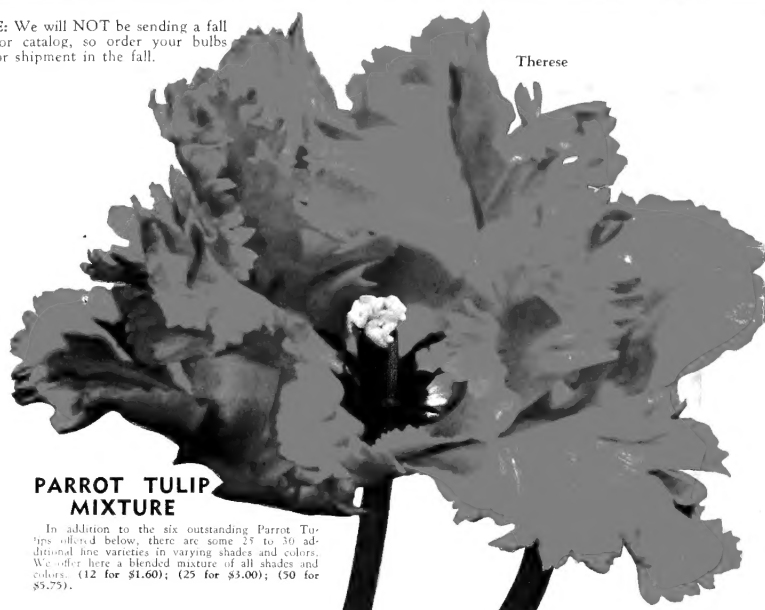 E: We will NOT be sending a fall
or catalog, so order your bulbs
or shipment in the fall.
Therese
PARROT TULIP
MIXTURE
In addition to the six outstanding Parrot Tu-
lips offered below, there are some 25 to 30 ad-
ditional fine varieties in varying shades and colors.
We offer here a blended mixture of all shades and
colors. (12 for $1.60); (25 for $3.00); (50 for
$5.75).